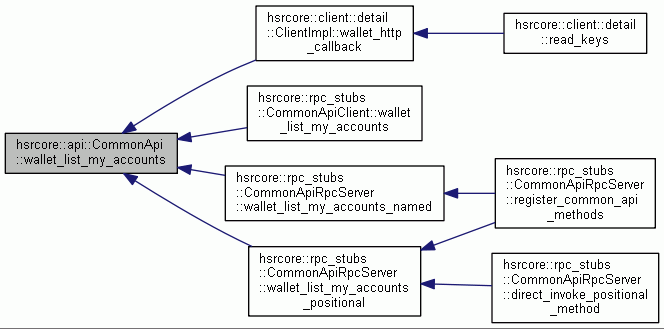 hsrcore::client::detail
::ClientImpl::wallet_http
_callback
hsrcore::client::detail
::read_keys
hsrcore::rpc_stubs
::CommonApiClient::wallet
_list_my_accounts
hsrcore::api::CommonApi
::wallet_list_my_accounts
hsrcore::rpc_stubs
::CommonApiRpcServer
::wallet_list_my_accounts_named
hsrcore::rpc_stubs
::CommonApiRpcServer
::register_common_api
_methods
hsrcore::rpc_stubs
::CommonApiRpcServer
::wallet_list_my_accounts
_positional
hsrcore::rpc_stubs
::CommonApiRpcServer
::direct_invoke_positional
_method